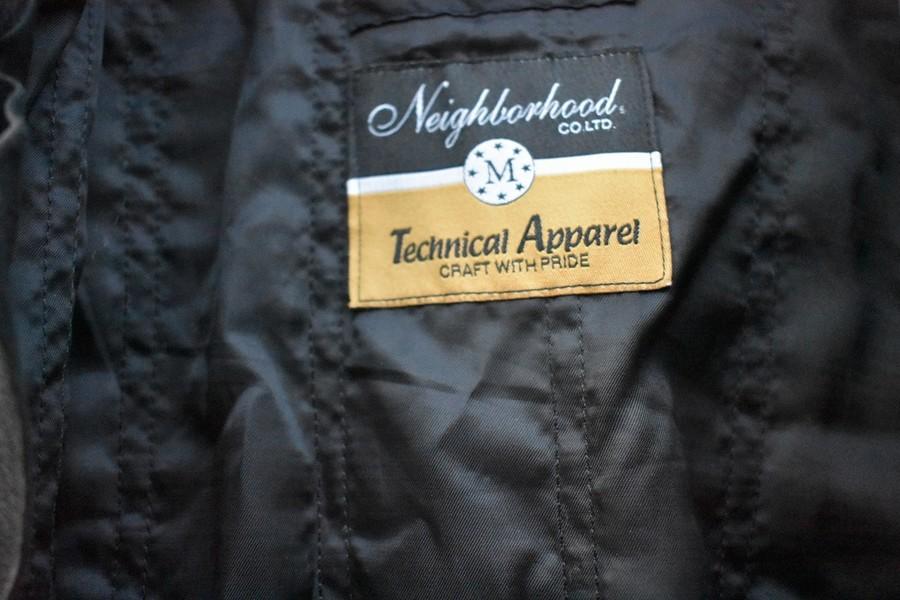 Neighborhood
CO.LTD.
M
Technical Apparel
CRAFT WITH PRIDE